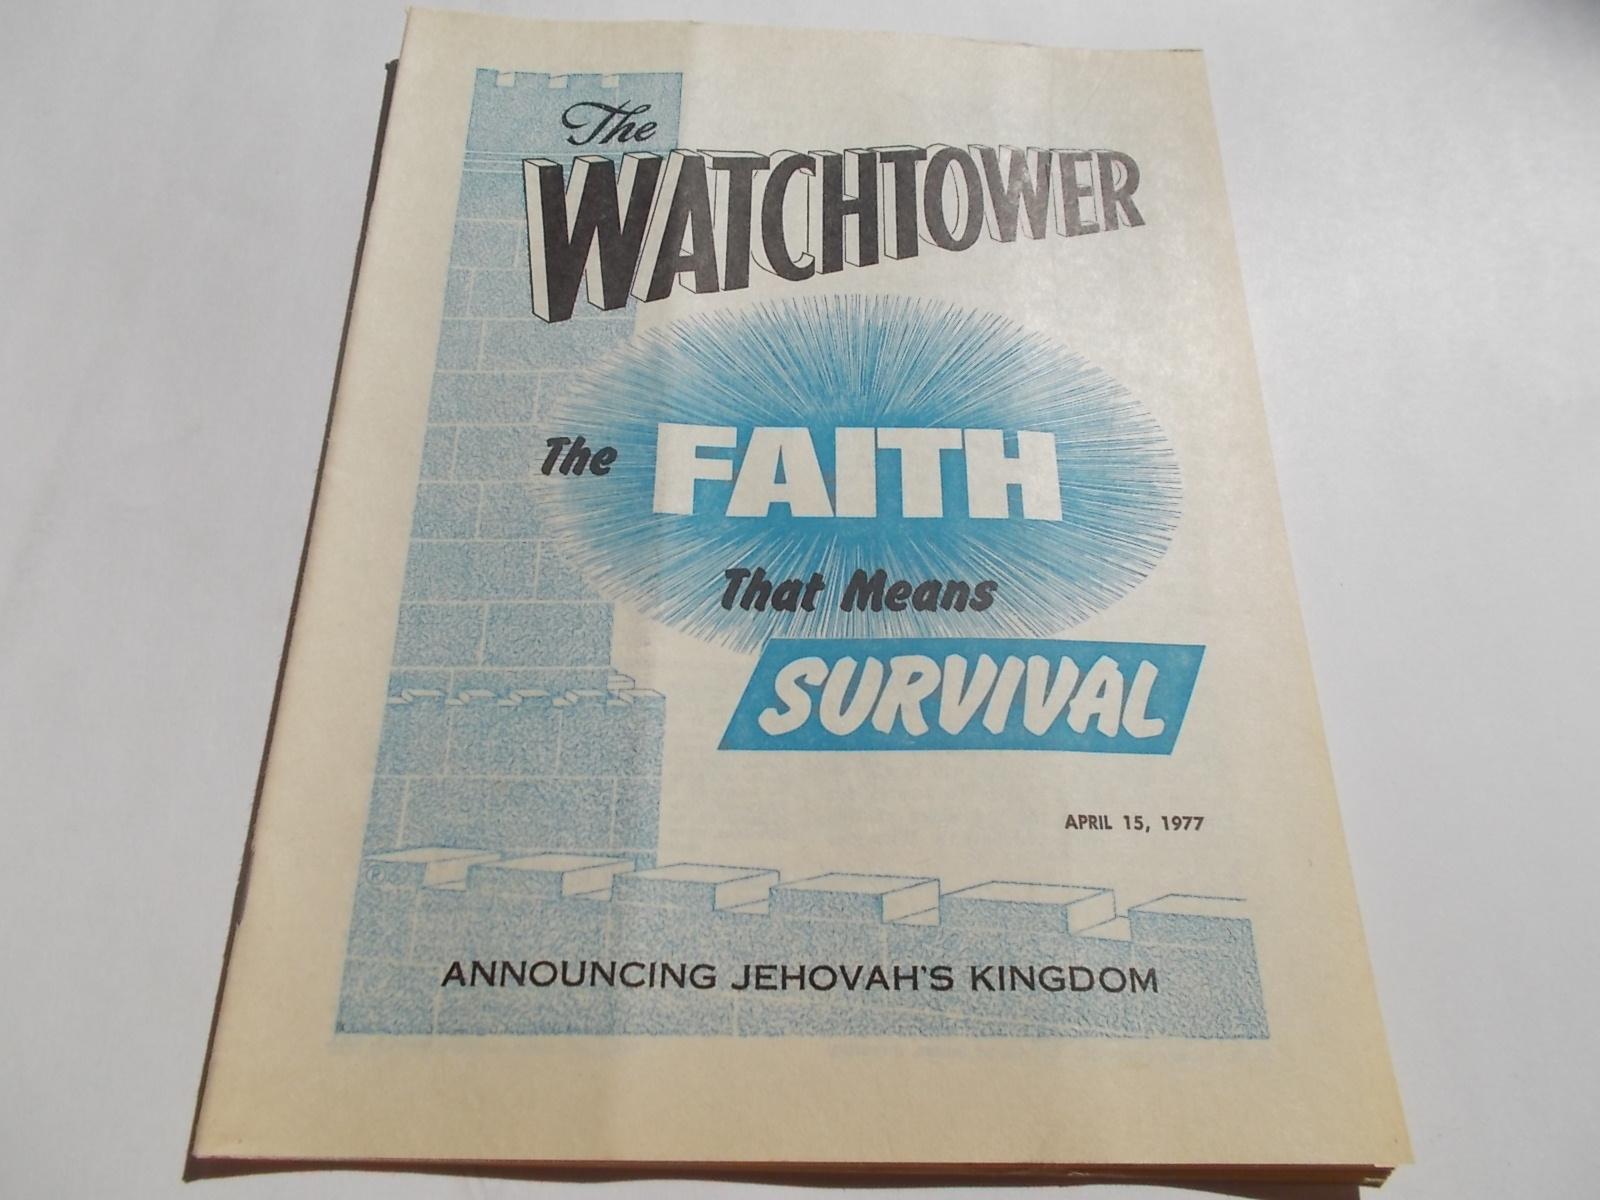 The
WATCHTOWER
The FAITH
That Means
SURVIVAL
APRIL 15, 1977
®
ANNOUNCING JEHOVAH'S KINGDOM